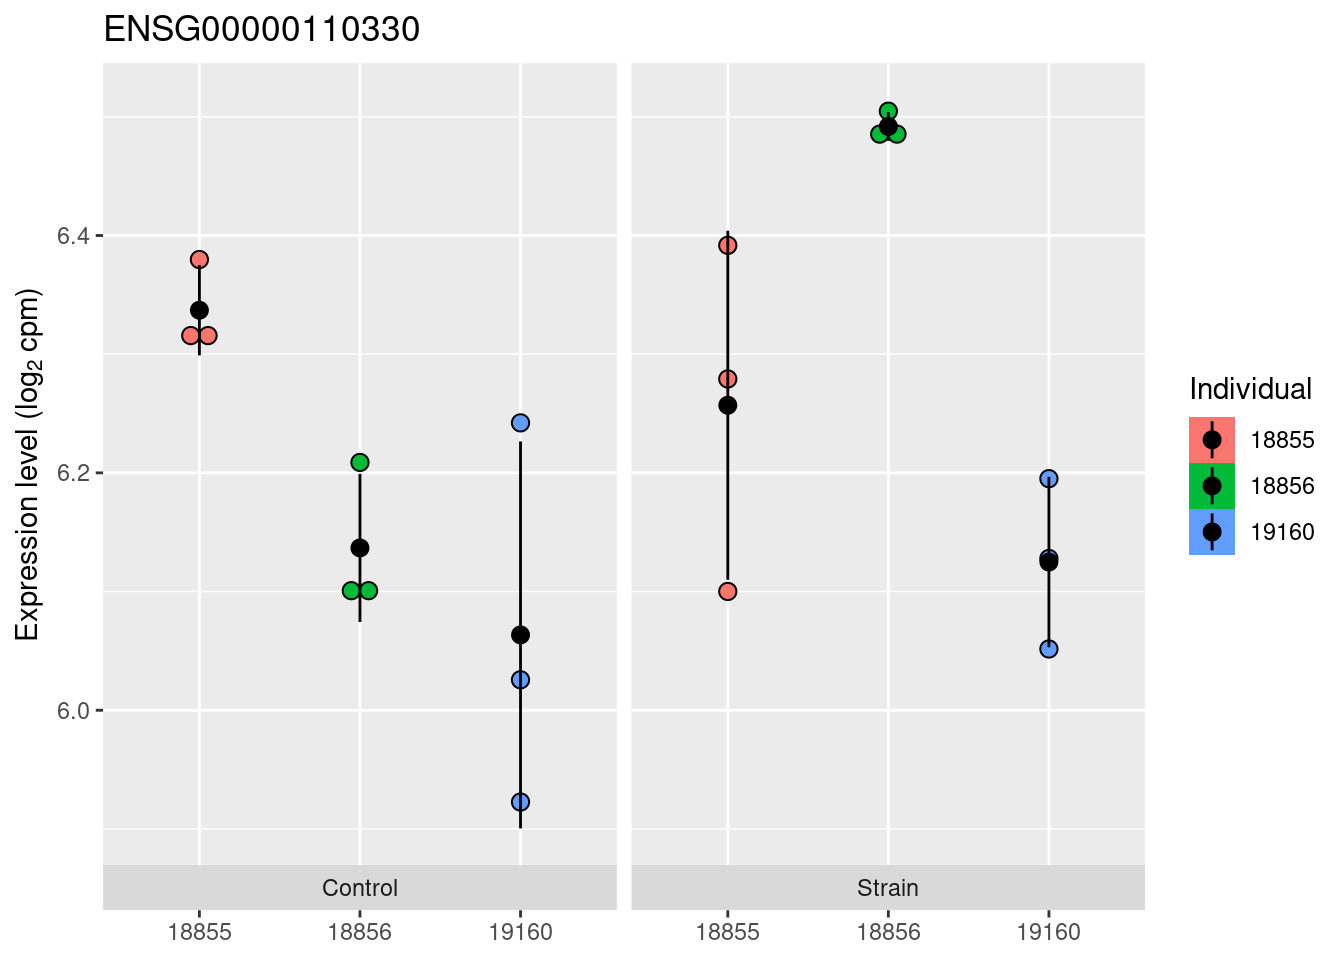 ENSG00000110330
Expression level (log₂ cpm)
6.4
6.2
6.0
Control
Strain
18855
18856
19160
18855
18856
19160
Individual
18855
18856
19160